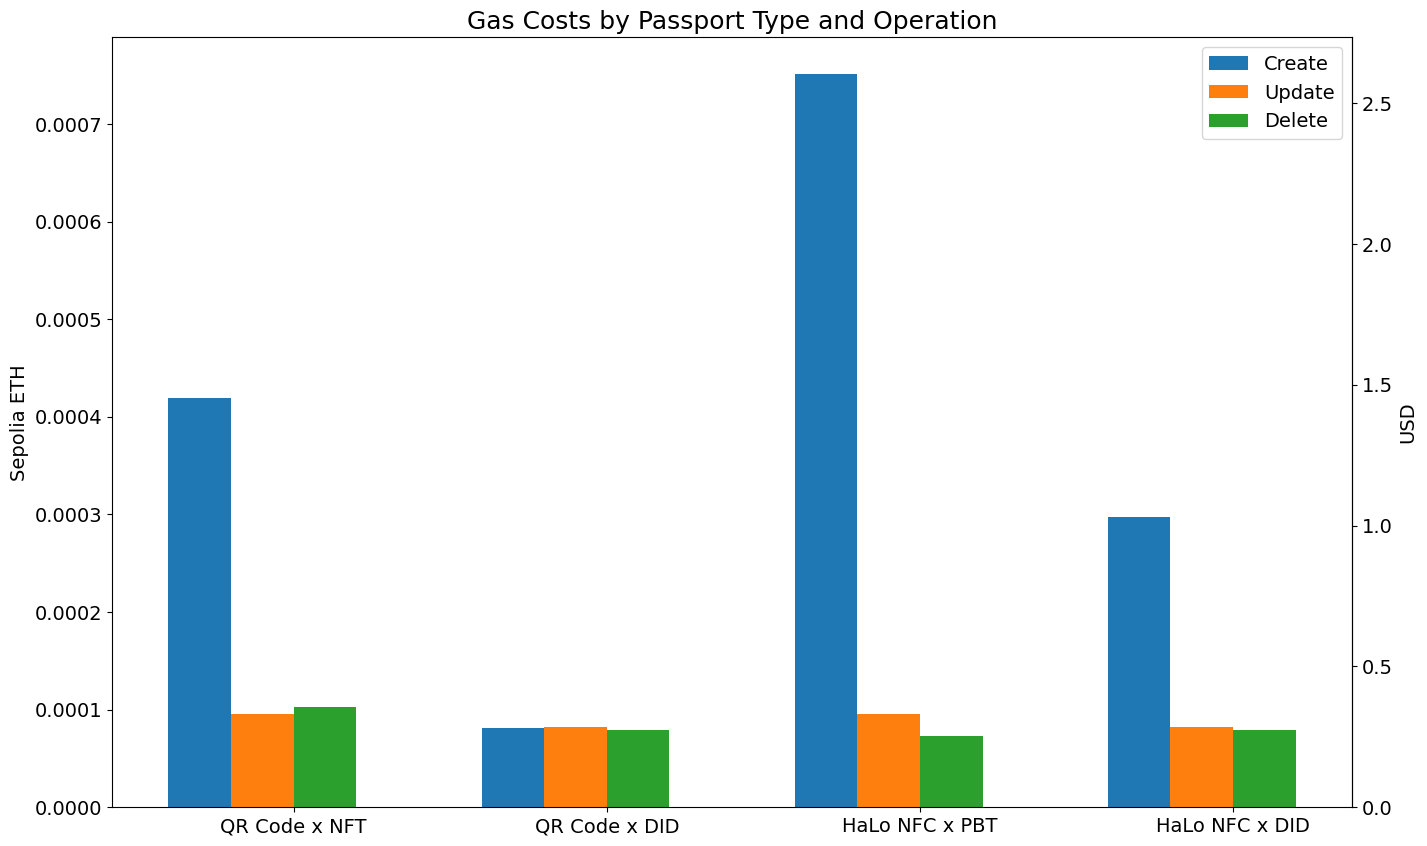 Gas Costs by Passport Type and Operation
Create
Update
Delete
Sepolia ETH
0.0007
0.0006
0.0005
0.0004
0.0003
0.0002
0.0001
0.0000
2.5
2.0
1.5
1.0
0.5
0.0
USD
QR Code x NFT
QR Code x DID
HaLo NFC x PBT
HaLo NFC x DID